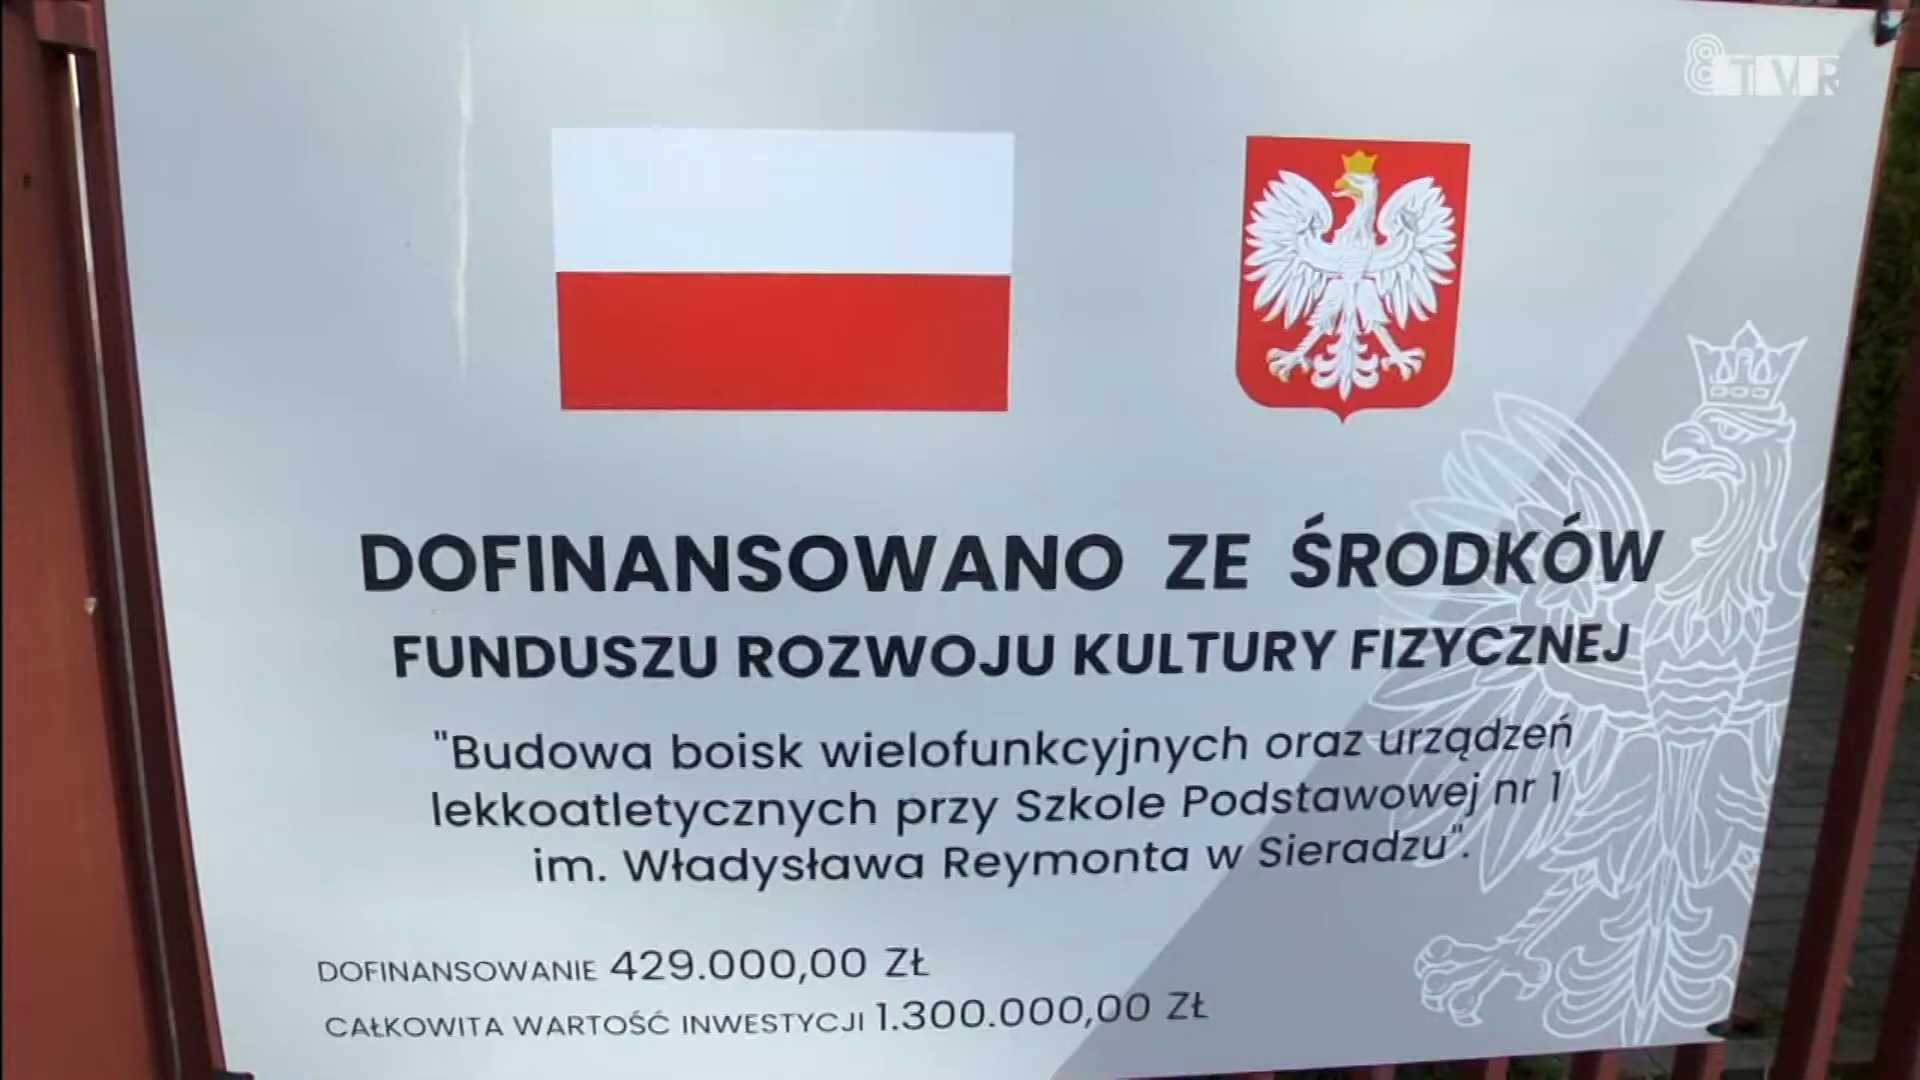 8TVR
DOFINANSOWANO ZE ŚRODKÓW
FUNDUSZU ROZWOJU KULTURY FIZYCZNEJ
"Budowa boisk wielofunkcyjnych oraz urządzeń
lekkoatletycznych przy Szkole Podstawowej nr 1
im. Władysława Reymonta w Sieradzu".
DOFINANSOWANIE 429.000,00 ZŁ
CAŁKOWITA WARTOŚĆ INWESTYCJI 1.300.000,00 ZŁ